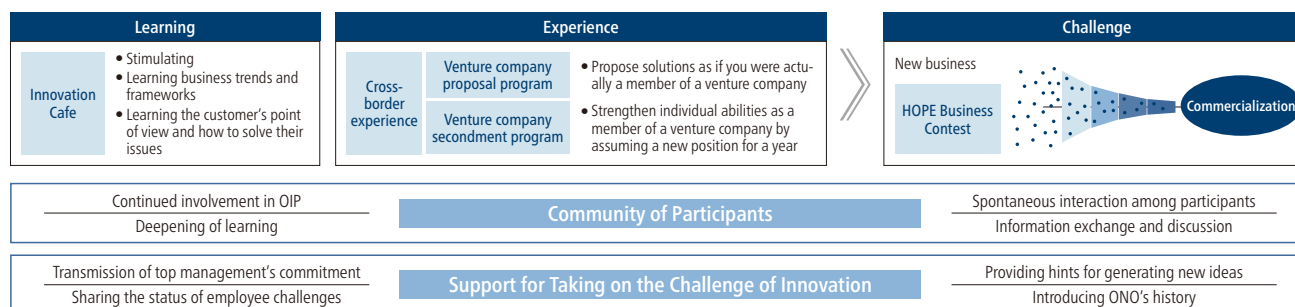 Learning
Innovation
Cafe
• Stimulating
• Learning business trends and
frameworks
• Learning the customer's point
of view and how to solve their
issues
Experience
Cross-
border
experience
Venture company
proposal program
Venture company
secondment program
• Propose solutions as if you were actu-
ally a member of a venture company
• Strengthen individual abilities as a
member of a venture company by
assuming a new position for a year
Challenge
New business
HOPE Business
Contest
Commercialization
Continued involvement in OIP
Deepening of learning
Community of Participants
Spontaneous interaction among participants
Information exchange and discussion
Transmission of top management's commitment
Sharing the status of employee challenges
Support for Taking on the Challenge of Innovation
Providing hints for generating new ideas
Introducing ONO's history